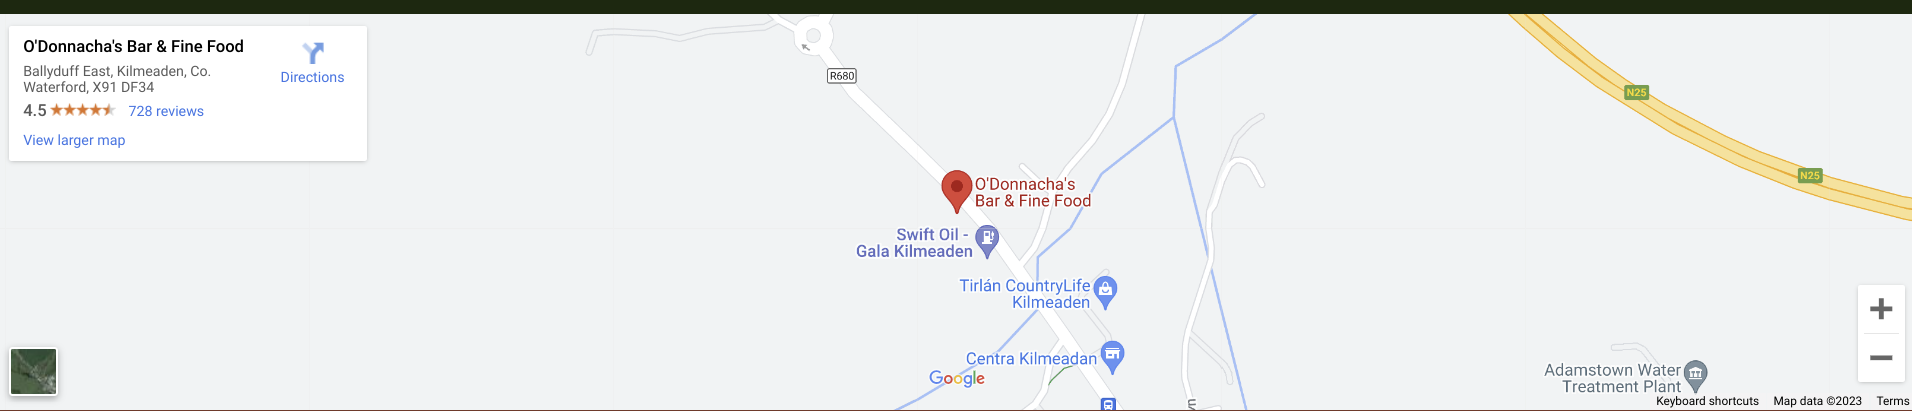 O'Donnacha's Bar & Fine Food
Ballyduff East, Kilmeaden, Co.
Waterford, X91 DF34
4.5 728 reviews
View larger map
Directions
R680
N25
N25
O'Donnacha's
Bar & Fine Food
Swift Oil -
Gala Kilmeaden
Tirlán CountryLife
Kilmeaden
Centra Kilmeadan
Google
Adamstown Water
Treatment Plant
Keyboard shortcuts Map data ©2023 Terms